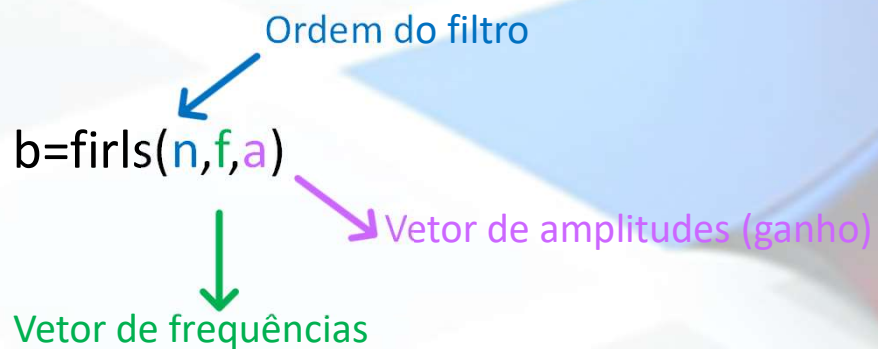 Ordem do filtro
b=firls(n,f,a)
Vetor de amplitudes (ganho)
Vetor de frequências